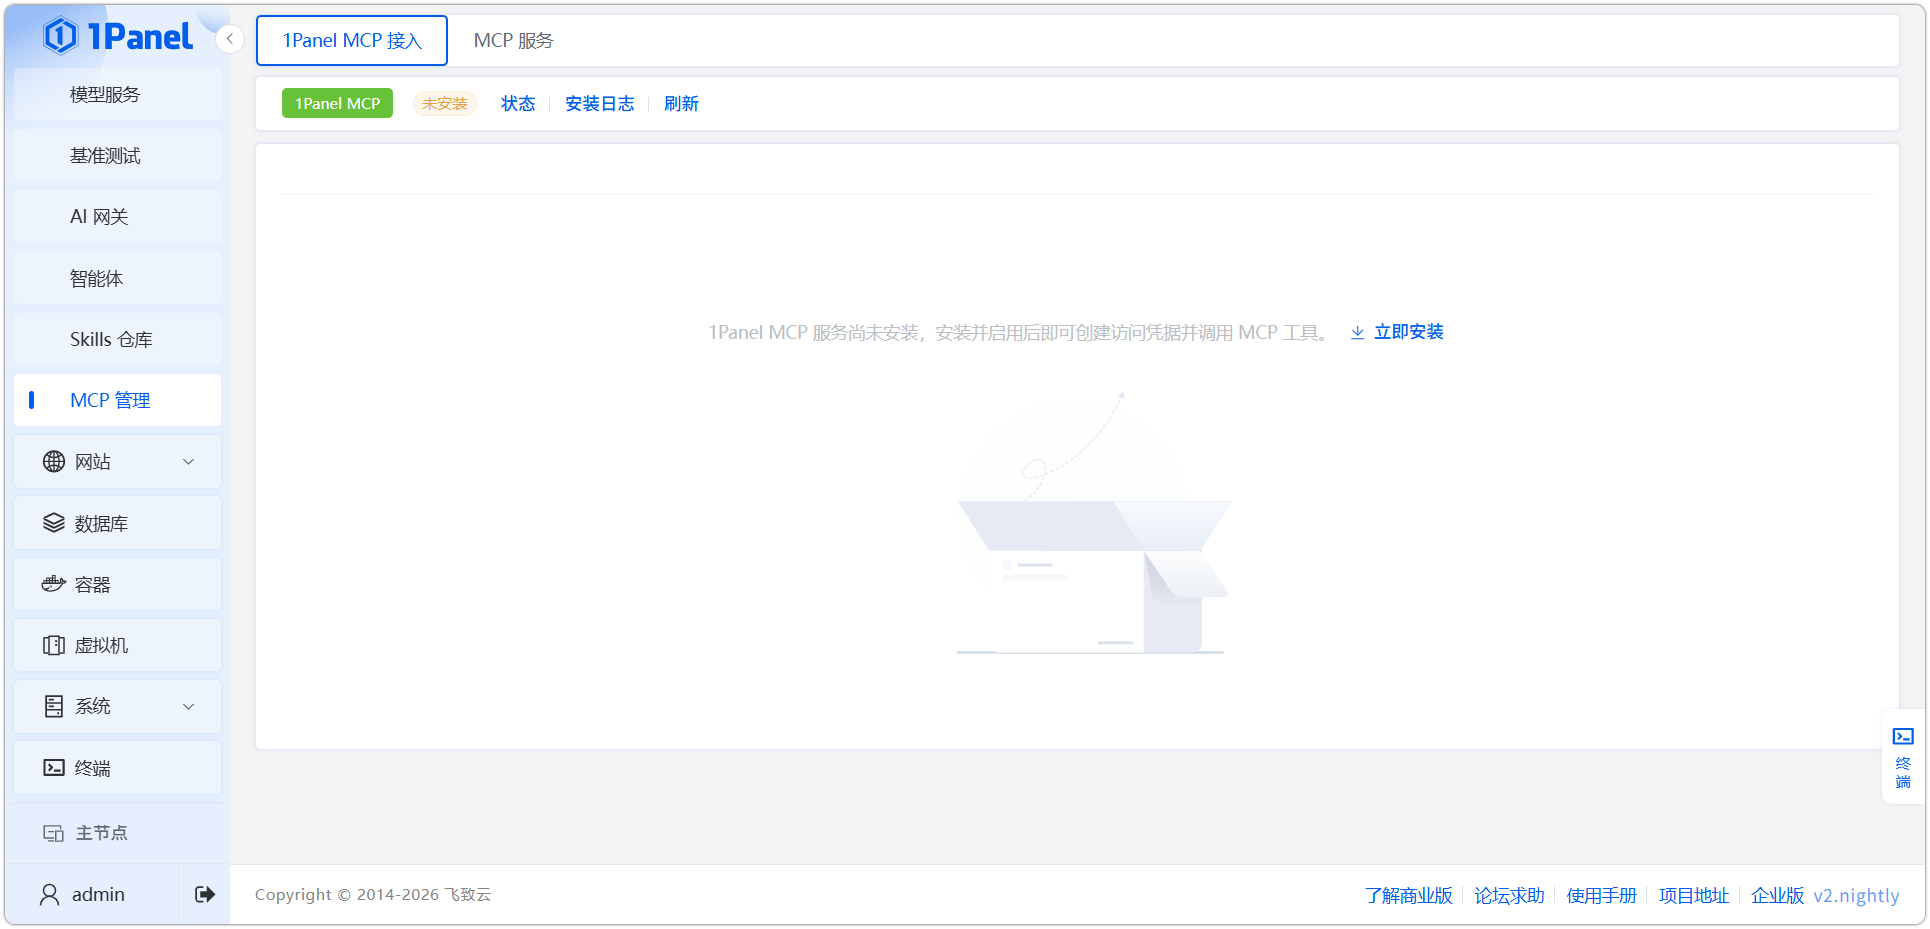 1Panel
模型服务
基准测试
AI 网关
智能体
Skills 仓库
MCP 管理
网站
数据库
容器
虚拟机
系统
终端
主节点
admin
1Panel MCP 接入
MCP 服务
1Panel MCP
未安装
状态
安装日志
刷新
1Panel MCP 服务尚未安装，安装并启用后即可创建访问凭据并调用 MCP 工具。 立即安装
终
端
Copyright © 2014-2026 飞致云
了解商业版
论坛求助
使用手册
项目地址
企业版 v2.nightly